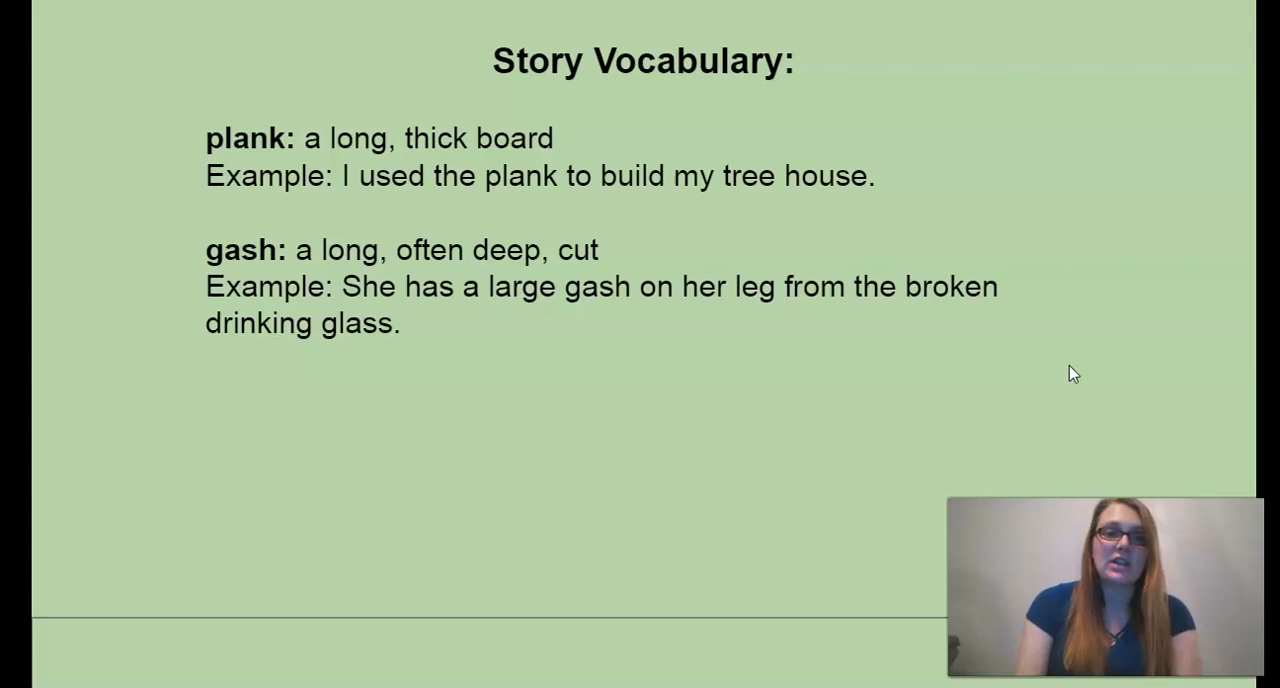 Story Vocabulary:
plank: a long, thick board
Example: I used the plank to build my tree house.
gash: a long, often deep, cut
Example: She has a large gash on her leg from the broken
drinking glass.